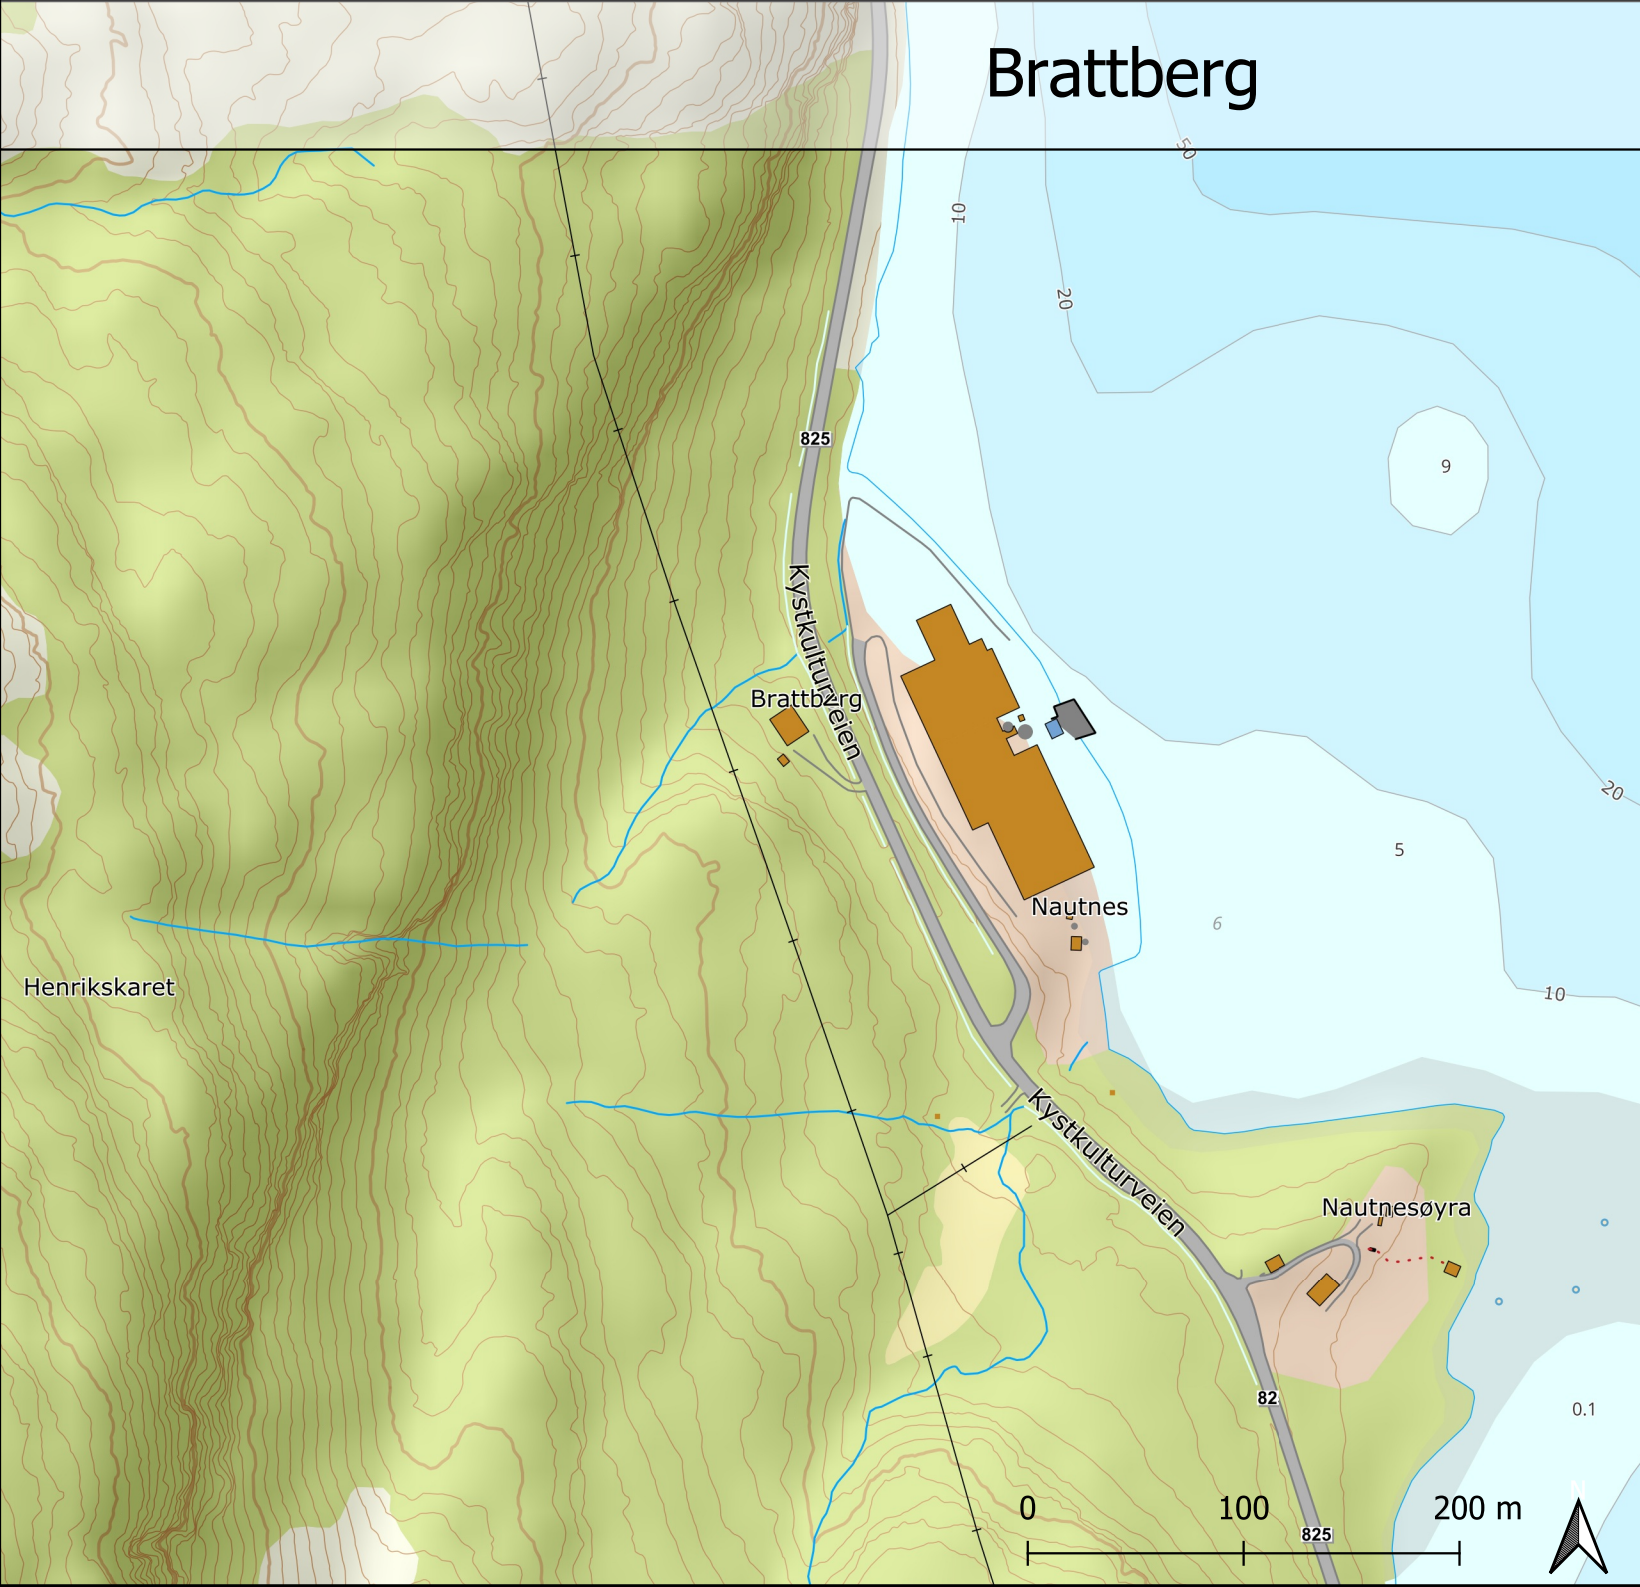 Brattberg
50
10
20
825
9
Kystkulturveien
Brattberg
20
5
Nautnes
6
Henrikskaret
10
Kystkulturveien
Nautnesøyra
82
0.1
0 100 200 m
825
N